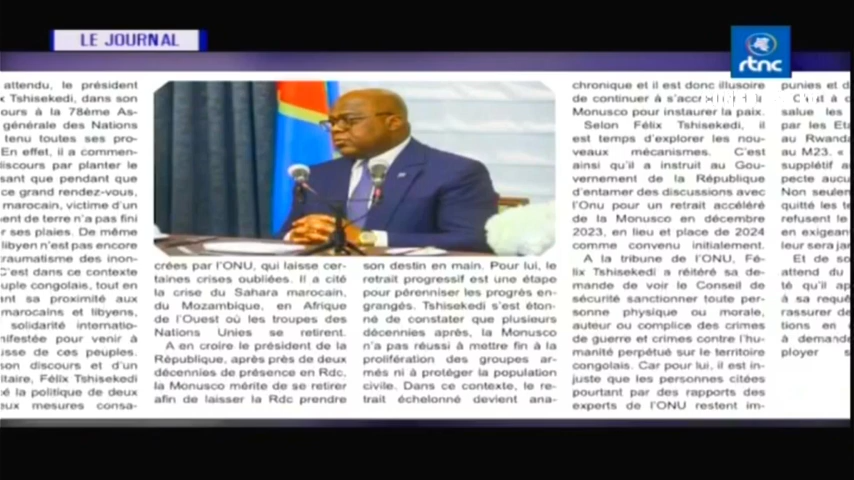 LE JOURNAL
rtnc
attendu, le président
x Tshisekedi, dans son
ours à la 78ème As-
générale des Nations
tenu toutes ses pro-
En effet, il a commen-
discours par planter le
sant que pendant que
ce grand rendez-vous,
marocain, victime d'un
ent de terre n'a pas fini
er ses plaies. De même
libyen n'est pas encore
traumatisme des inon-
C'est dans ce contexte
uple congolais, tout en
nt sa proximité aux
marocains et libyens,
solidarité internatio-
nifestée pour venir à
usse de ces peuples.
son discours et d'un
itaire, Félix Tshisekedi
é la politique de deux
eux mesures consa-
crées par l'ONU, qui laisse cer-
taines crises oubliées. Il a cité
la crise du Sahara marocain,
du Mozambique, en Afrique
de l'Ouest où les troupes des
Nations Unies se retirent.
A en croire le président de la
République, après près de deux
décennies de présence en Rdc,
la Monusco mérite de se retirer
afin de laisser la Rdc prendre
son destin en main. Pour lui, le
retrait progressif est une étape
pour pérenniser les progrès en-
grangés. Tshisekedi s'est éton-
né de constater que plusieurs
décennies après, la Monusco
n'a pas réussi à mettre fin à la
prolifération des groupes ar-
més ni à protéger la population
civile. Dans ce contexte, le re-
trait échelonné devient ana-
chronique et il est donc illusoire
de continuer à s'accr
Monusco pour instaurer la paix.
Selon Félix Tshisekedi, il
est temps d'explorer les nou-
veaux mécanismes. C'est
ainsi qu'il a instruit au Gou-
vernement de la République
d'entamer des discussions avec
l'Onu pour un retrait accéléré
de la Monusco en décembre
2023, en lieu et place de 2024
comme convenu initialement.
A la tribune de l'ONU, Fé-
lix Tshisekedi a réitéré sa de-
mande de voir le Conseil de
sécurité sanctionner toute per-
sonne physique ou morale,
auteur ou complice des crimes
de guerre et crimes contre l'hu-
manité perpétué sur le territoire
congolais. Car pour lui, il est in-
juste que les personnes citées
pourtant par des rapports des
experts de l'ONU restent im-
punies et d
C'est à c
salue les
par les Eta
au Rwanda
au M23. «
supplétif a
pecte aucu
Non seulem
quitté les te
refusent le
en exigeant
leur sera jan
Et de so
attendu du
té qu'il ap
à sa requê
rassurer de
tions en
à demande
ployer s